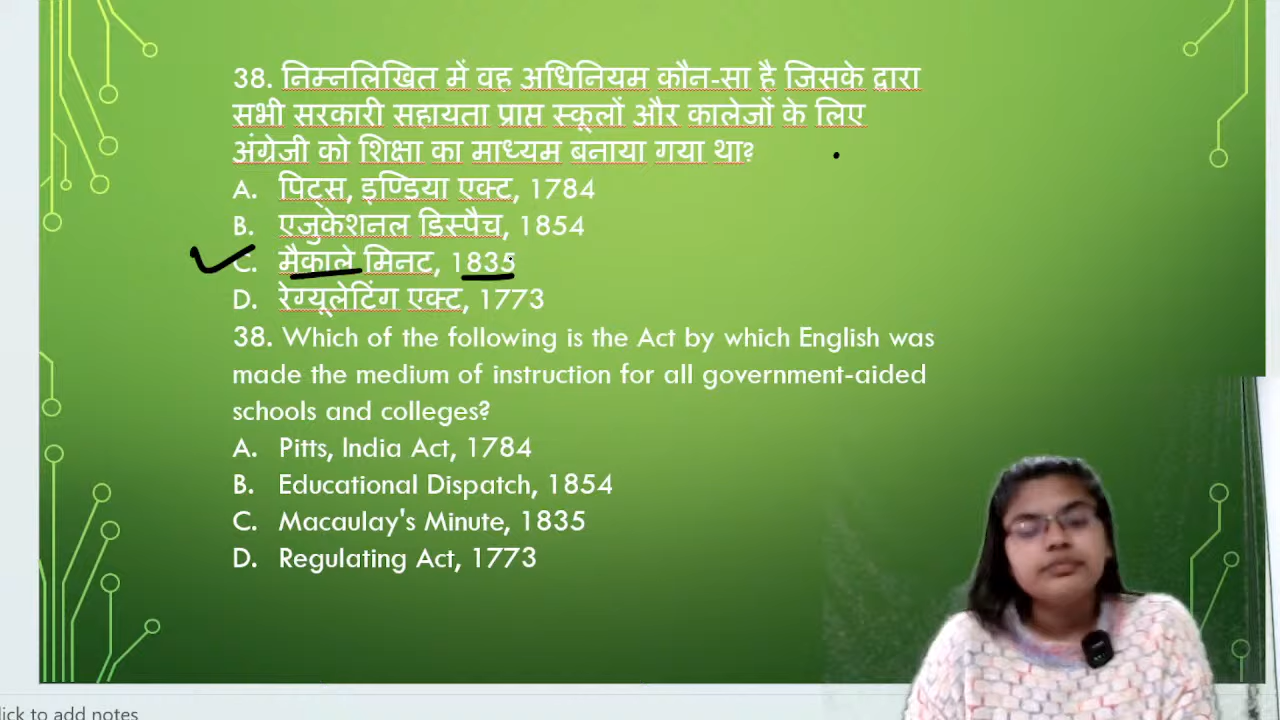 38. निम्नलिखित में वह अधिनियम कौन-सा है जिसके द्वारा
सभी सरकारी सहायता प्राप्त स्कूलों और कालेजों के लिए
अंग्रेजी को शिक्षा का माध्यम बनाया गया था?
A. पिट्स, इण्डिया एक्ट, 1784
B. एजुकेशनल डिस्पैच, 1854
C. मैकाले मिनट, 1835
D. रेग्यूलेटिंग एक्ट, 1773
38. Which of the following is the Act by which English was
made the medium of instruction for all government-aided
schools and colleges?
A. Pitts, India Act, 1784
B. Educational Dispatch, 1854
C. Macaulay's Minute, 1835
D. Regulating Act, 1773
lick to add notes